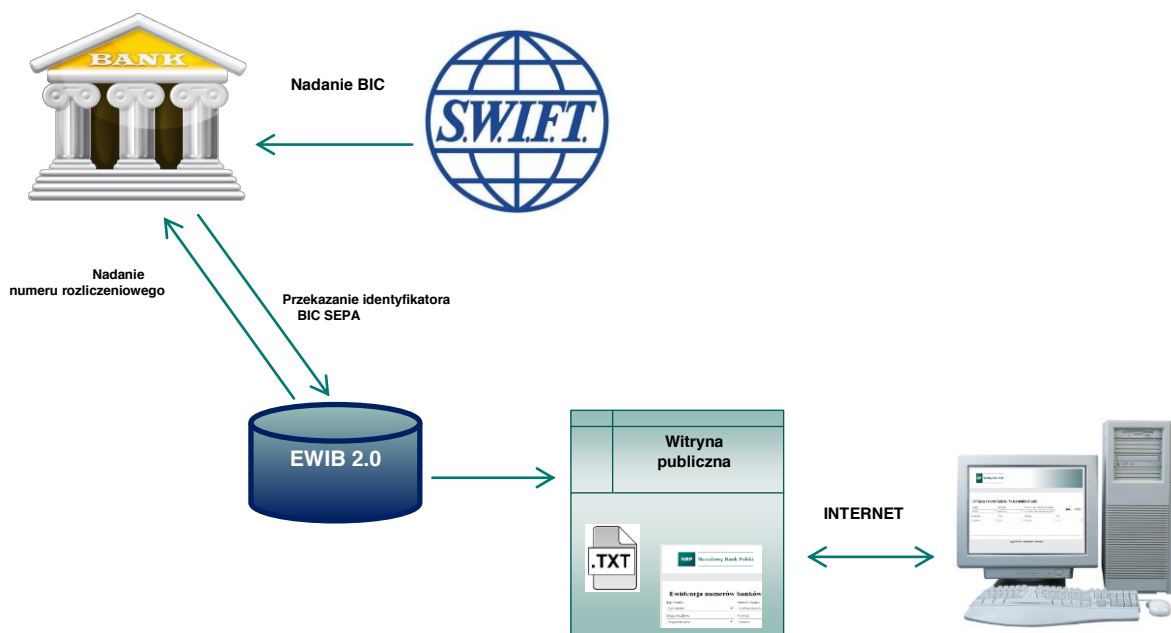 BANK
Nadanie BIC
S.W.I.F.T.
Nadanie
numeru rozliczeniowego
Przekazanie identyfikatora
BIC SEPA
EWIB 2.0
Witryna
publiczna
INTERNET
.TXT
NBP Narodowy Bank Polski
Ewidencja numerów banków